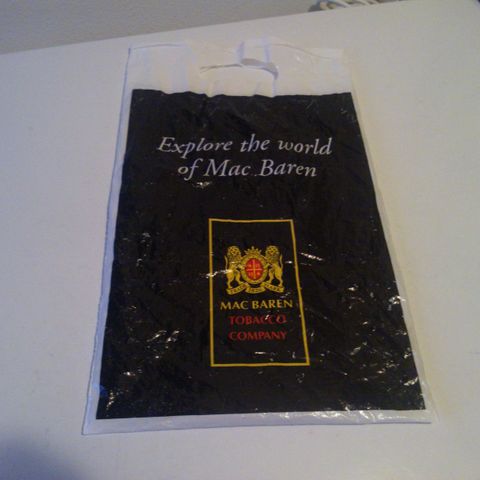 Explore the world
of Mac Baren
MAC BAREN
TOBACCO
COMPANY